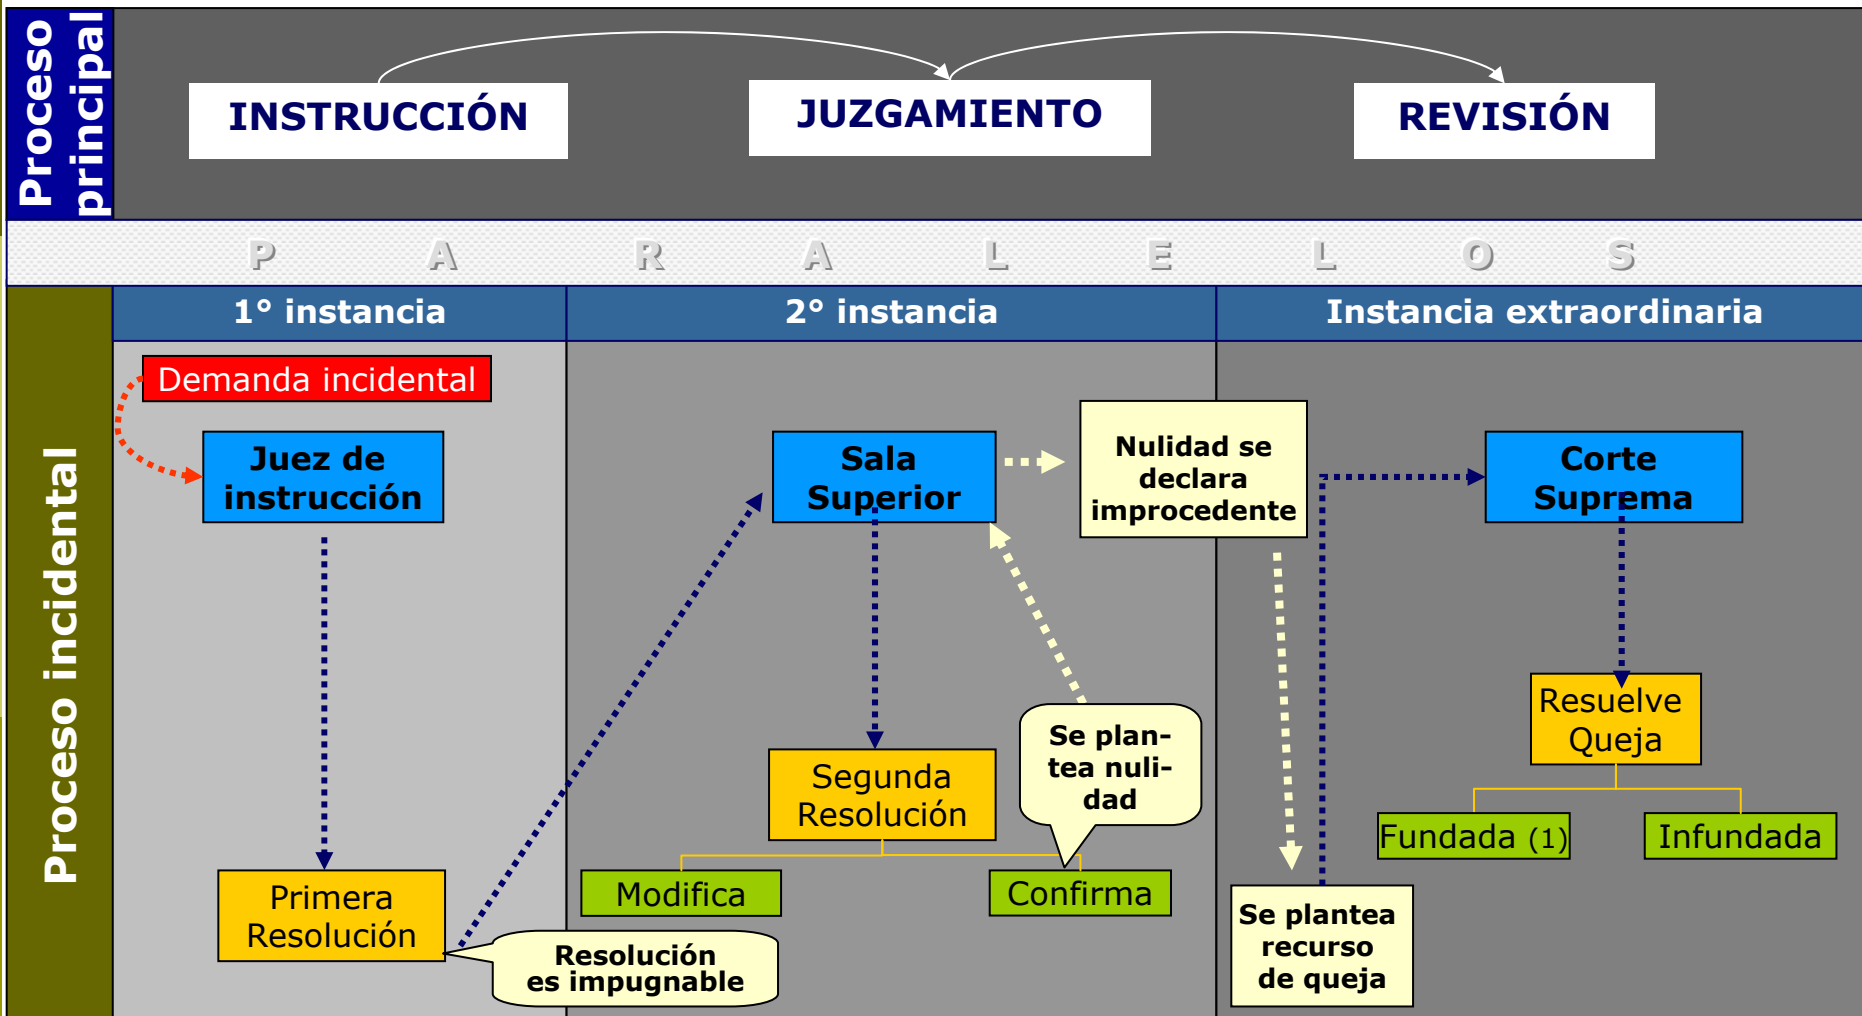 Proceso
principal
INSTRUCCIÓN
JUZGAMIENTO
REVISIÓN
P A R A L E L O S
Proceso incidental
1° instancia
2° instancia
Instancia extraordinaria
Demanda incidental
Juez de
instrucción
Primera
Resolución
Resolución
es impugnable
Sala
Superior
Segunda
Resolución
Modifica
Confirma
Se plan-
tea nuli-
dad
Nulidad se
declara
improcedente
Se plantea
recurso
de queja
Corte
Suprema
Resuelve
Queja
Fundada (1)
Infundada